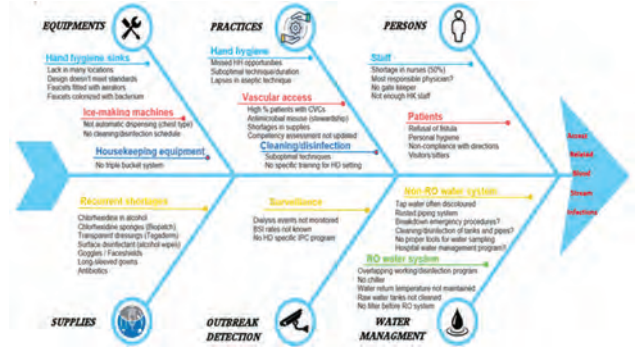 EQUIPMENTS
Hand hygiene sinks
Lack in many locations
Design doesn't meet standards
Faucets fitted with aerators
Faucets colonized with bacterium
Ice-making machines
Not automatic dispensing (chest type)
No cleaning/disinfection schedule
Housekeeping equipment
No triple bucket system
PRACTICES
Hand hygiene
Missed HH opportunities
Suboptimal technique/duration
Lapses in aseptic technique
Vascular access
High % patients with CVCs
Antimicrobial misuse (stewardship)
Shortages in supplies
Competency assessment not updated
Cleaning/disinfection
Suboptimal techniques
No specific training for HD setting
PERSONS
Staff
Shortage in nurses (50%)
Most responsible physician?
No gate keeper
Not enough HK staff
Patients
Refusal of fistula
Personal hygiene
Non-compliance with directions
Visitors/sitters
Access
Related
Blood
Stream
Infections
Recurrent shortages
Chlorhexidine in alcohol
Chlorhexidine sponges (Biopatch)
Transparent dressings (Tegaderm)
Surface disinfectant (alcohol wipes)
Goggles / Faceshields
Long-sleeved gowns
Antibiotics
SUPPLIES
Surveillance
Dialysis events not monitored
BSI rates not known
No HD specific IPC program
OUTBREAK
DETECTION
Non-RO water system
Tap water often discoloured
Rusted piping system
Breakdown emergency procedures?
Cleaning/disinfection of tanks and pipes?
No proper tools for water sampling
Hospital water management program?
RO water system
Overlapping working/disinfection program
No chiller
Water return temperature not maintained
Raw water tanks not cleaned
No filter before RO system
WATER
MANAGMENT